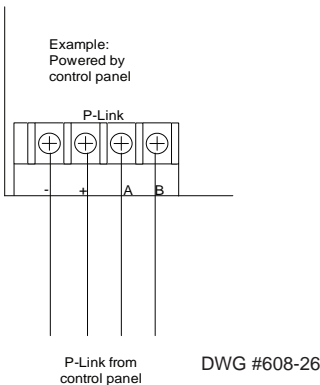 Example:
Powered by
control panel
P-Link
- + A B
P-Link from
control panel
DWG #608-26